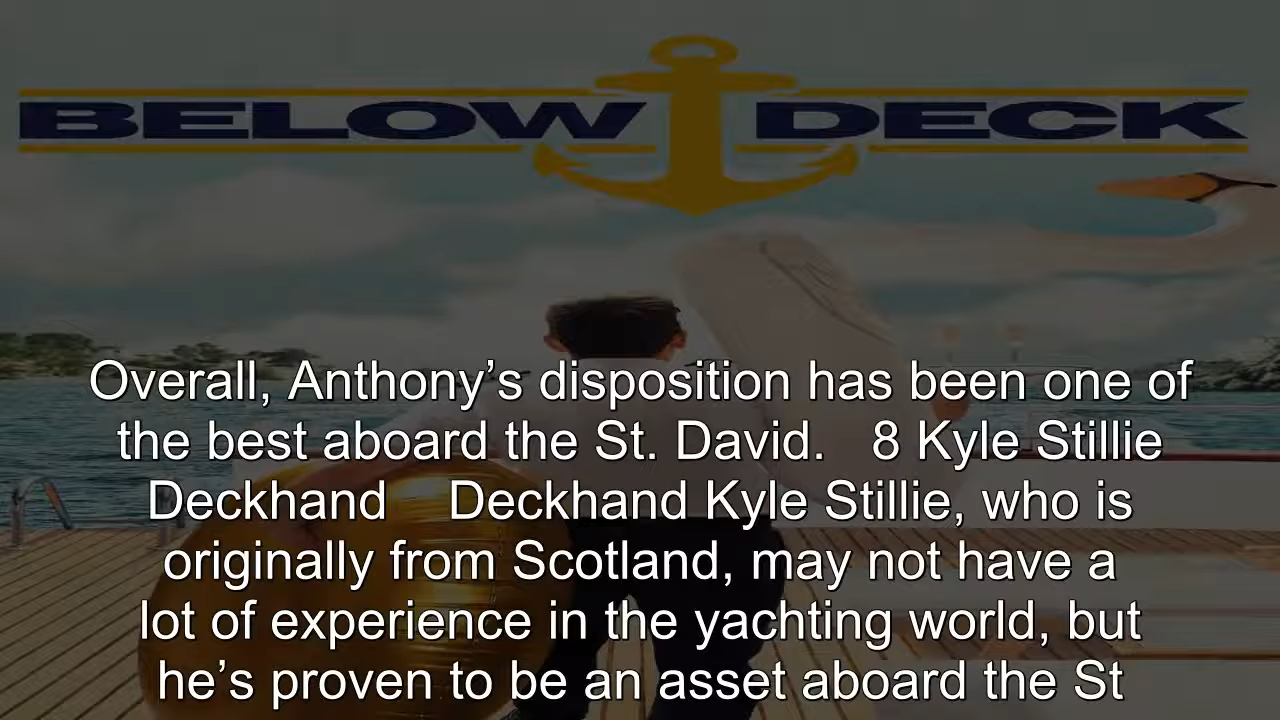 BELOW DECK
Overall, Anthony’s disposition has been one of
the best aboard the St. David.   8 Kyle Stillie
Deckhand    Deckhand Kyle Stillie, who is
originally from Scotland, may not have a
lot of experience in the yachting world, but
he’s proven to be an asset aboard the St